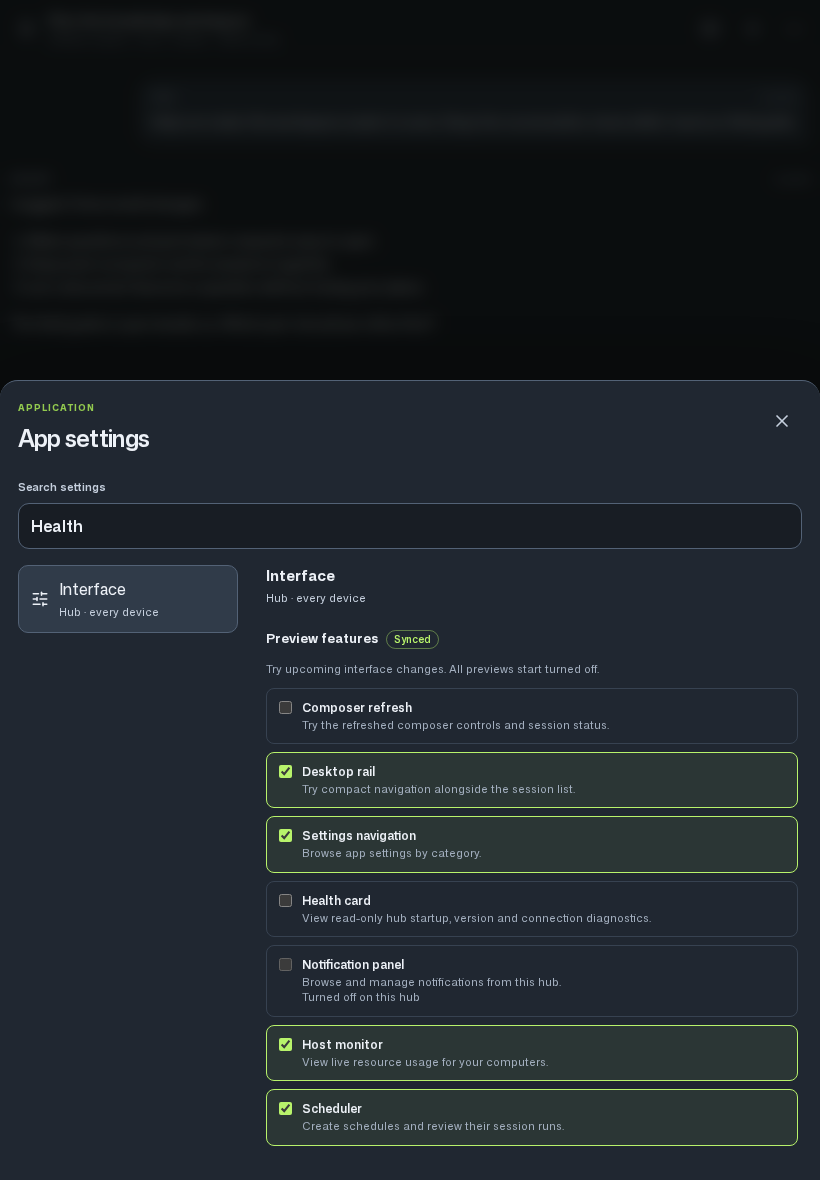 APPLICATION
App settings
Search settings
Health
Interface
Hub · every device
Interface
Hub · every device
Preview features Synced
Try upcoming interface changes. All previews start turned off.
Composer refresh
Try the refreshed composer controls and session status.
Desktop rail
Try compact navigation alongside the session list.
Settings navigation
Browse app settings by category.
Health card
View read-only hub startup, version and connection diagnostics.
Notification panel
Browse and manage notifications from this hub.
Turned off on this hub
Host monitor
View live resource usage for your computers.
Scheduler
Create schedules and review their session runs.